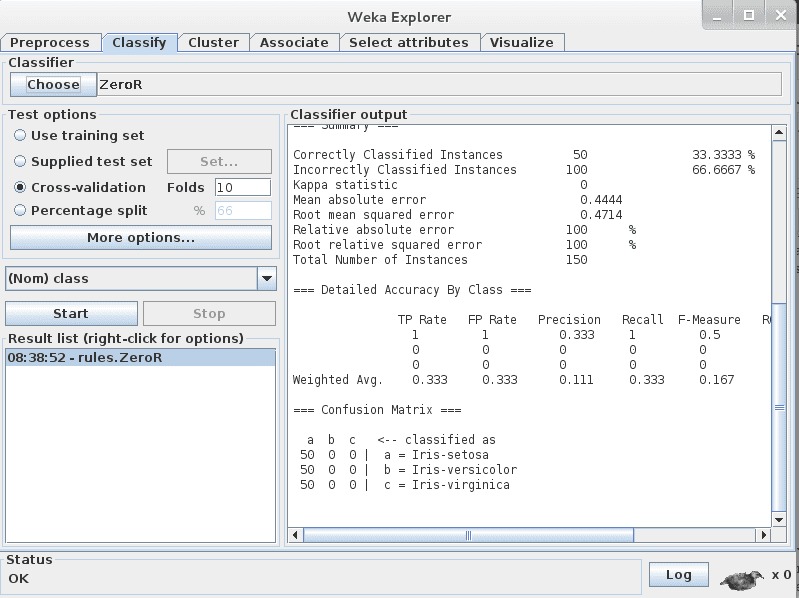 Weka Explorer
Preprocess Classify Cluster Associate Select attributes Visualize
Classifier
Choose ZeroR
Test options
Use training set
Supplied test set Set...
Cross-validation Folds 10
Percentage split % 66
More options...
(Nom) class
Start Stop
Result list (right-click for options)
08:38:52 - rules.ZeroR
Classifier output
=== Summary ===
Correctly Classified Instances 50 33.3333 %
Incorrectly Classified Instances 100 66.6667 %
Kappa statistic 0
Mean absolute error 0.4444
Root mean squared error 0.4714
Relative absolute error 100 %
Root relative squared error 100 %
Total Number of Instances 150
=== Detailed Accuracy By Class ===
TP Rate FP Rate Precision Recall F-Measure
1 1 0.333 1 0.5
0 0 0 0 0
0 0 0 0 0
Weighted Avg. 0.333 0.333 0.111 0.333 0.167
=== Confusion Matrix ===
a b c <-- classified as
50 0 0 | a = Iris-setosa
50 0 0 | b = Iris-versicolor
50 0 0 | c = Iris-virginica
Status
OK
Log x 0